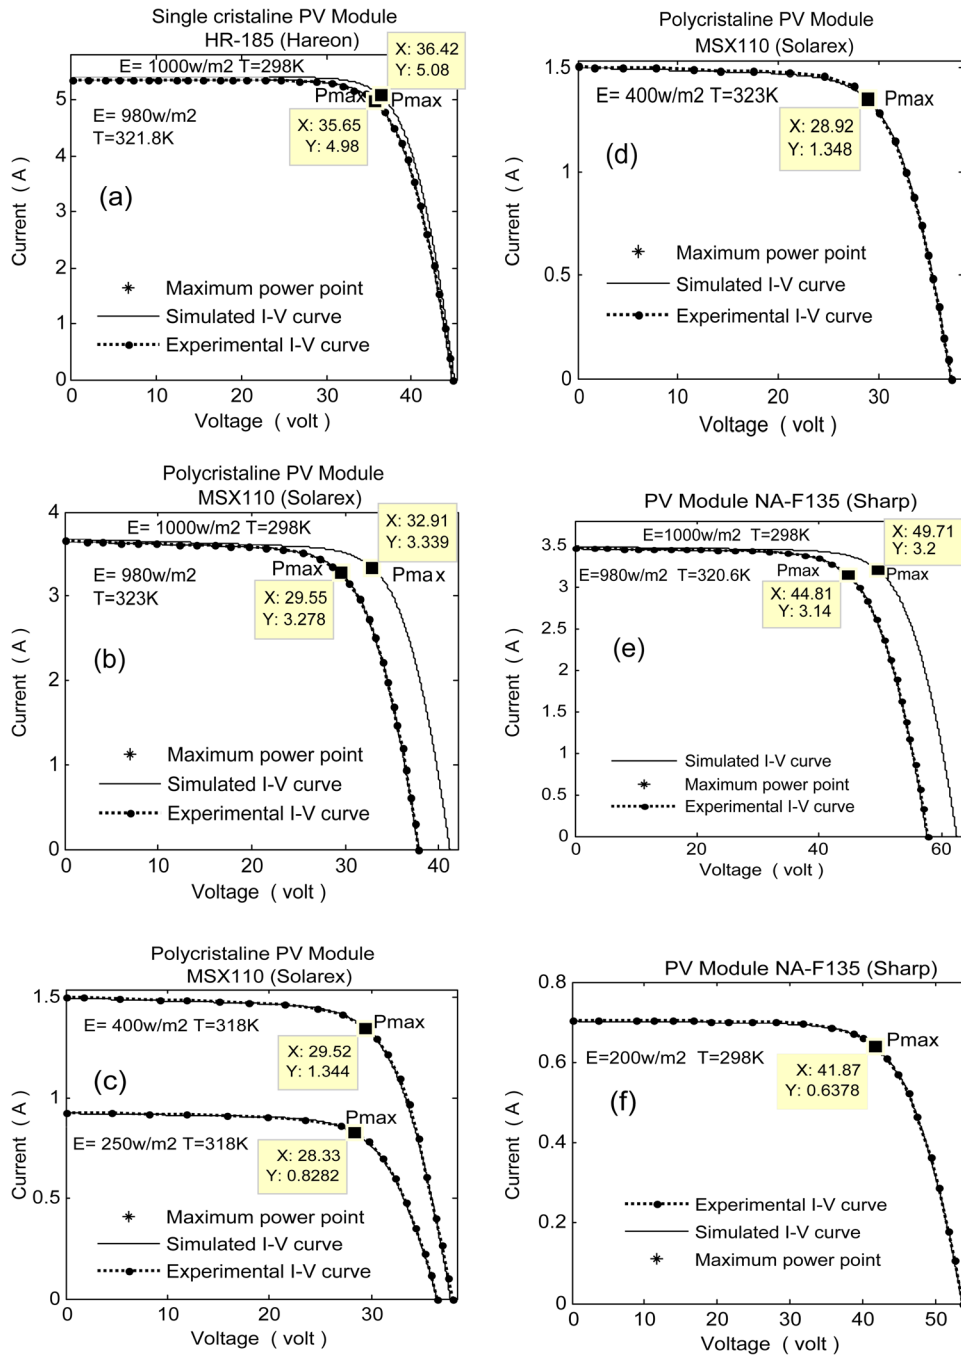 Single cristaline PV Module
HR-185 (Hareon)
X: 36.42
Y: 5.08
E= 1000w/m2 T=298K
Pmax
Pmax
E= 980w/m2
T=321.8K
X: 35.65
Y: 4.98
(a)
Maximum power point
Simulated I-V curve
Experimental I-V curve
Current ( A )
5
4
3
2
1
0
0 10 20 30 40
Voltage ( volt )
Polycristaline PV Module
MSX110 (Solarex)
E= 400w/m2 T=323K
Pmax
X: 28.92
Y: 1.348
(d)
Maximum power point
Simulated I-V curve
Experimental I-V curve
Current ( A )
1.5
1
0.5
0
0 10 20 30
Voltage ( volt )
Polycristaline PV Module
MSX110 (Solarex)
E= 1000w/m2 T=298K
X: 32.91
Y: 3.339
Pmax
Pmax
E= 980w/m2
T=323K
X: 29.55
Y: 3.278
(b)
Maximum power point
Simulated I-V curve
Experimental I-V curve
Current ( A )
4
3
2
1
0
0 10 20 30 40
Voltage ( volt )
PV Module NA-F135 (Sharp)
E=1000w/m2 T=298K
X: 49.71
Y: 3.2
Pmax
Pmax
E=980w/m2 T=320.6K
X: 44.81
Y: 3.14
(e)
Simulated I-V curve
Maximum power point
Experimental I-V curve
Current ( A )
3.5
3
2.5
2
1.5
1
0.5
0
0 20 40 60
Voltage ( volt )
Polycristaline PV Module
MSX110 (Solarex)
E= 400w/m2 T=318K
Pmax
X: 29.52
Y: 1.344
(c)
Pmax
E= 250w/m2 T=318K
X: 28.33
Y: 0.8282
Maximum power point
Simulated I-V curve
Experimental I-V curve
Current ( A )
1.5
1
0.5
0
0 10 20 30
Voltage ( volt )
PV Module NA-F135 (Sharp)
Pmax
E=200w/m2 T=298K
X: 41.87
Y: 0.6378
(f)
Experimental I-V curve
Simulated I-V curve
Maximum power point
Current ( A )
0.8
0.6
0.4
0.2
0
0 10 20 30 40 50
Voltage ( volt )